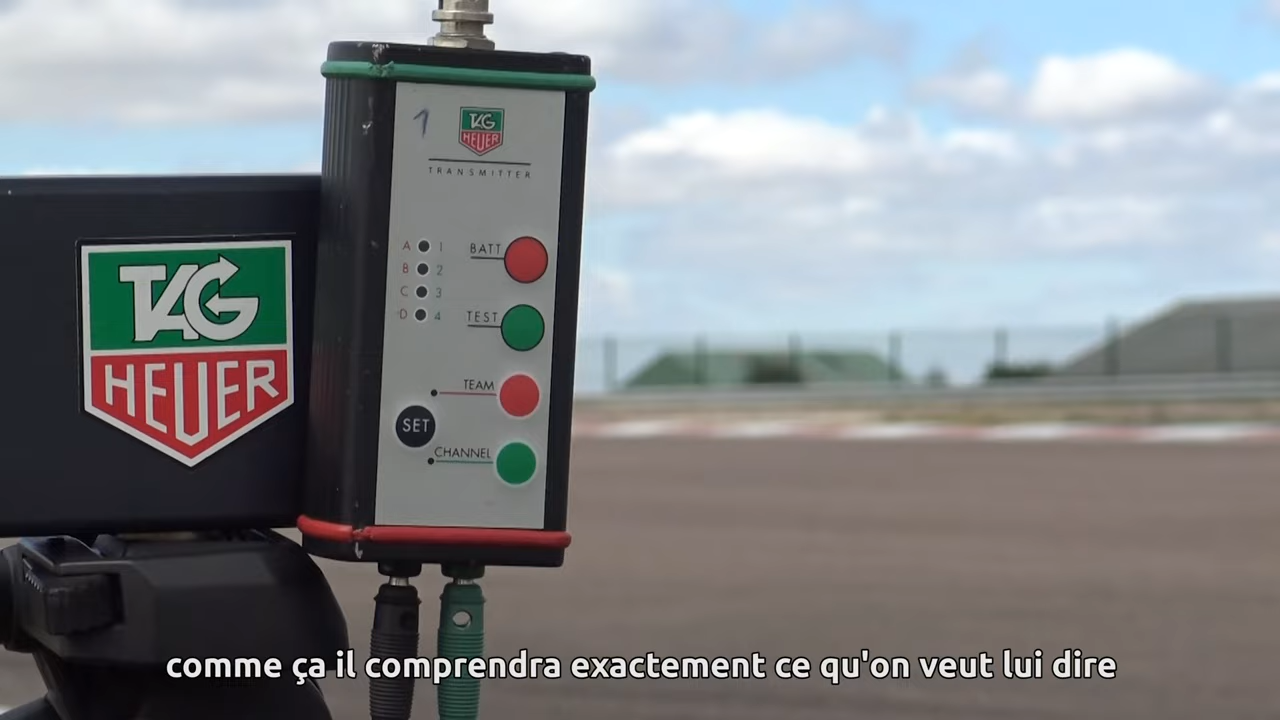 1
TAG
HEUER
TRANSMITTER
A 1
B 2
C 3
D 4
BATT
TEST
TEAM
SET
CHANNEL
TAG
HEUER
comme ça il comprendra exactement ce qu'on veut lui dire